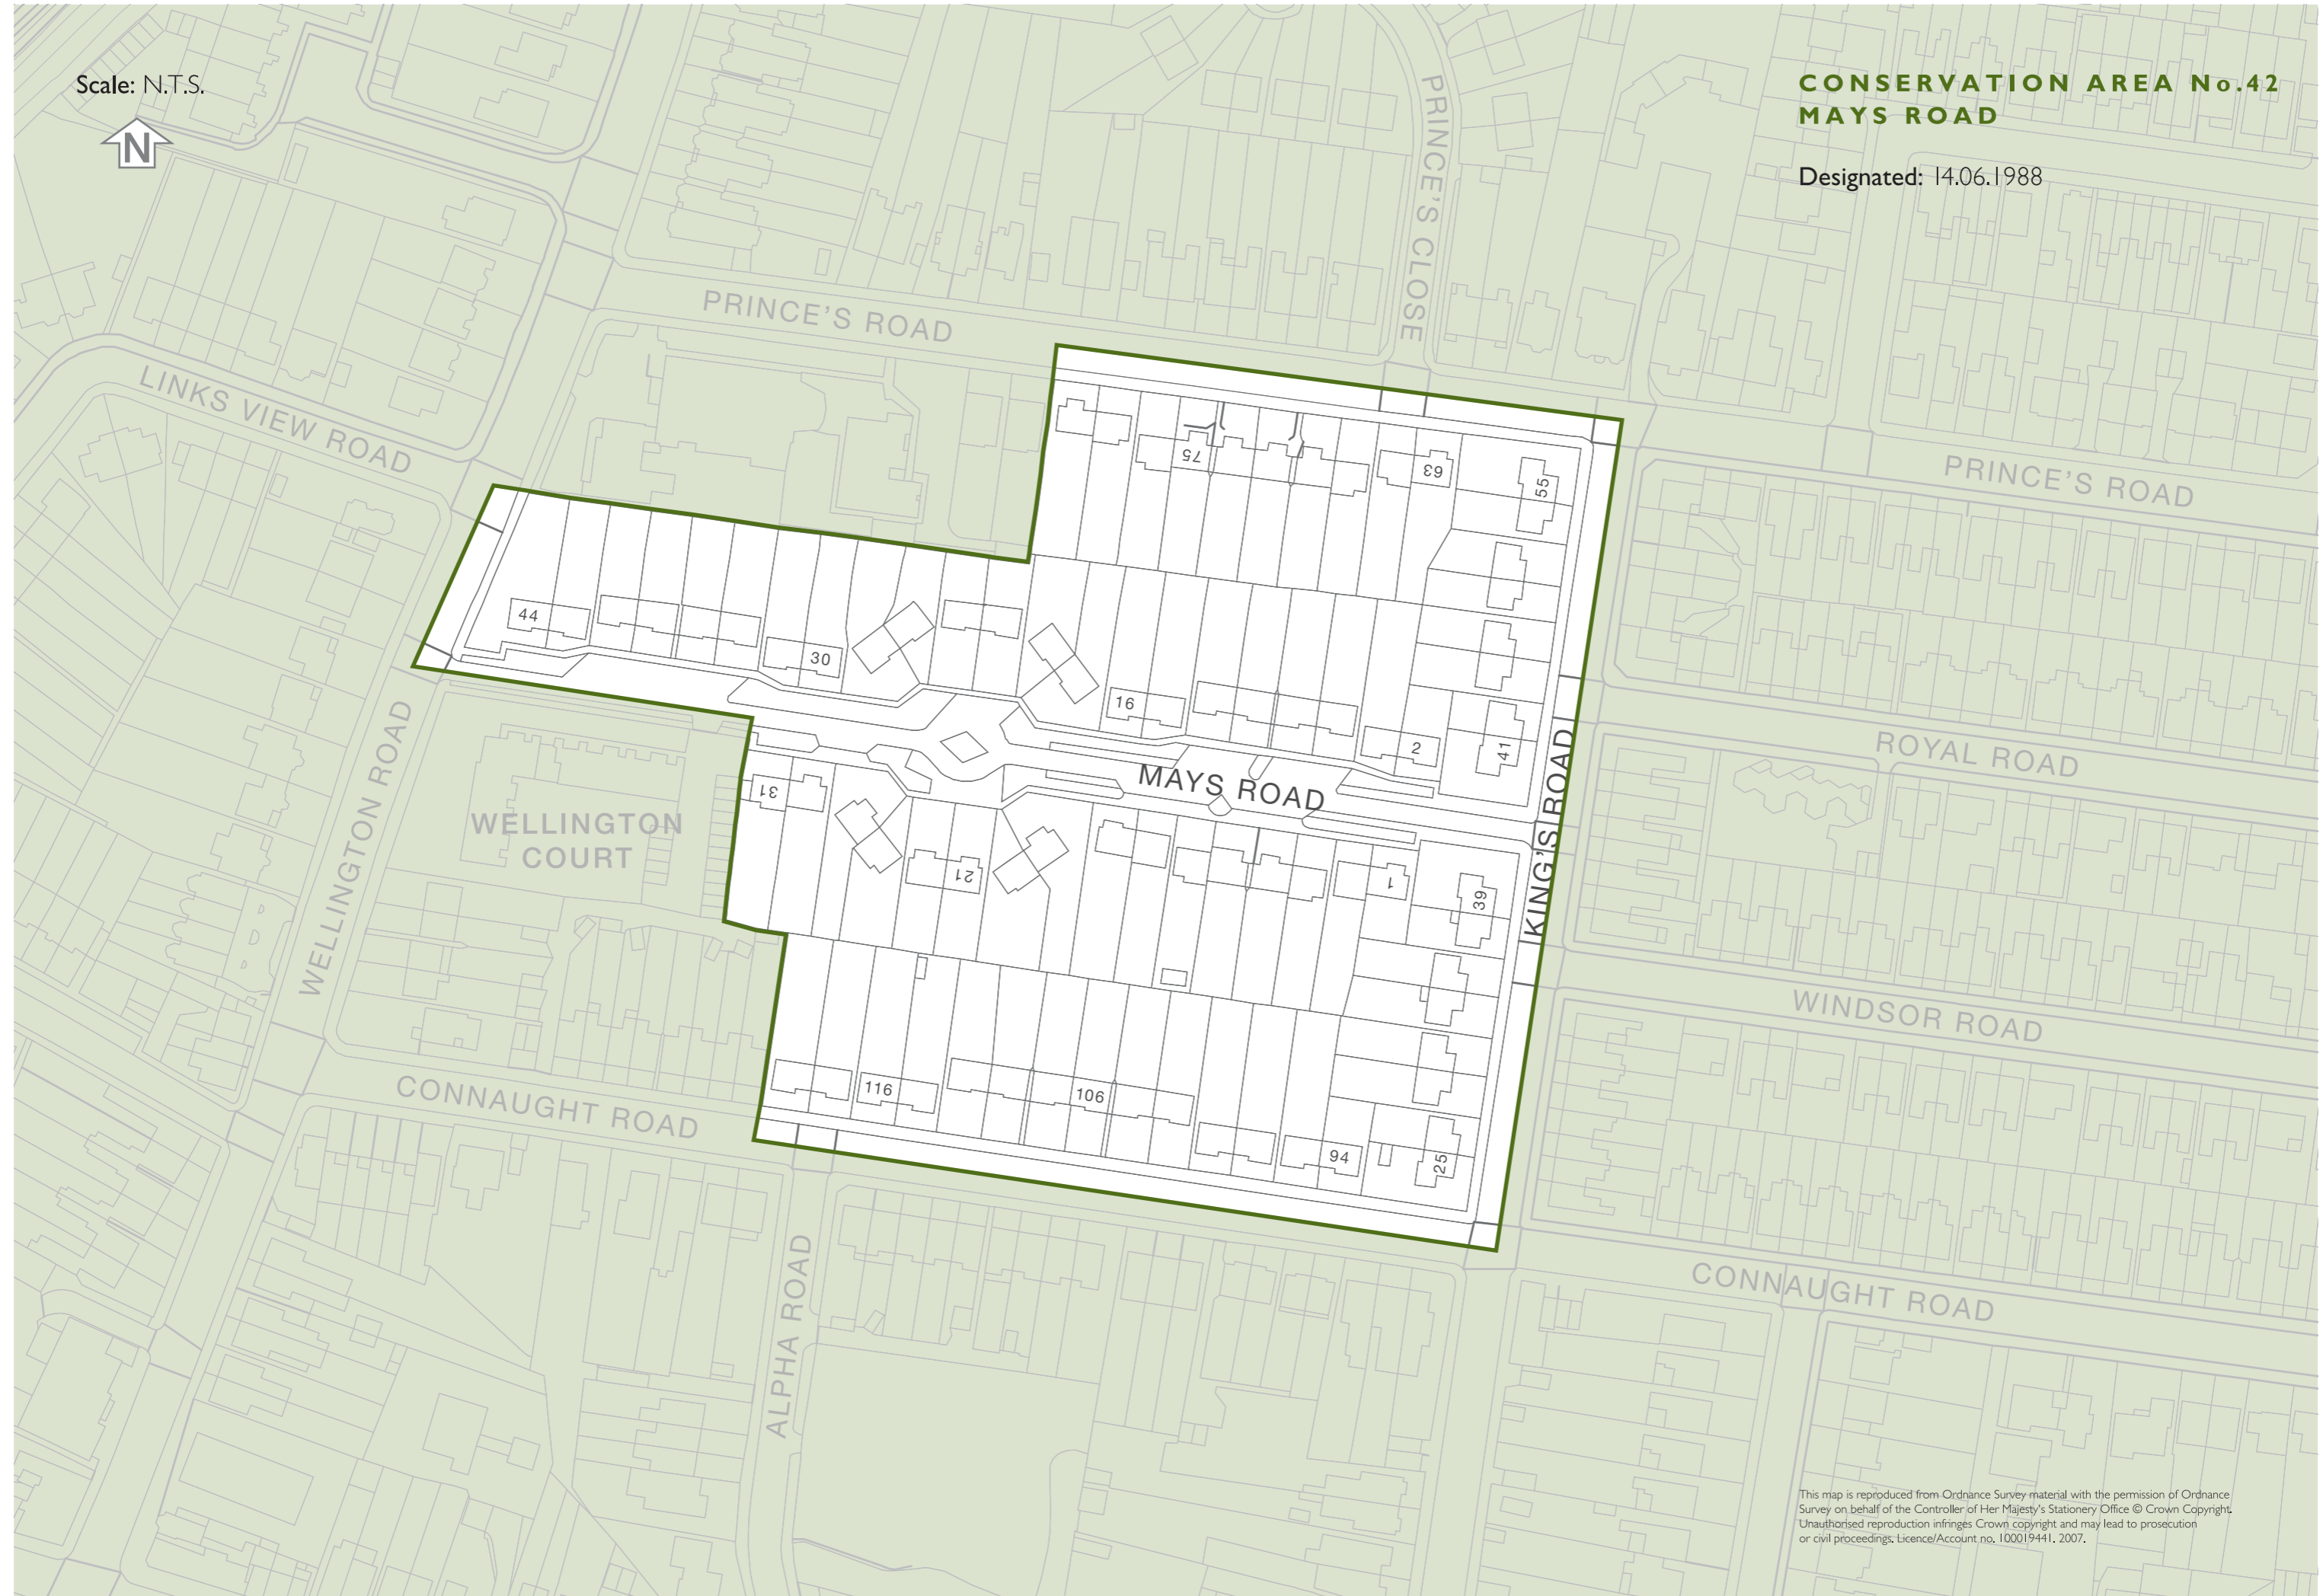 Scale: N.T.S.
N
CONSERVATION AREA No.42
MAYS ROAD
Designated: 14.06.1988
PRINCE'S CLOSE
PRINCE'S ROAD
LINKS VIEW ROAD
PRINCE'S ROAD
75
63
55
44
30
16
2
41
ROYAL ROAD
MAYS ROAD
KING'S ROAD
WELLINGTON ROAD
WELLINGTON
COURT
31
21
1
39
WINDSOR ROAD
116
106
94
25
CONNAUGHT ROAD
CONNAUGHT ROAD
ALPHA ROAD
This map is reproduced from Ordnance Survey material with the permission of Ordnance
Survey on behalf of the Controller of Her Majesty's Stationery Office © Crown Copyright.
Unauthorised reproduction infringes Crown copyright and may lead to prosecution
or civil proceedings. Licence/Account no. 100019441. 2007.